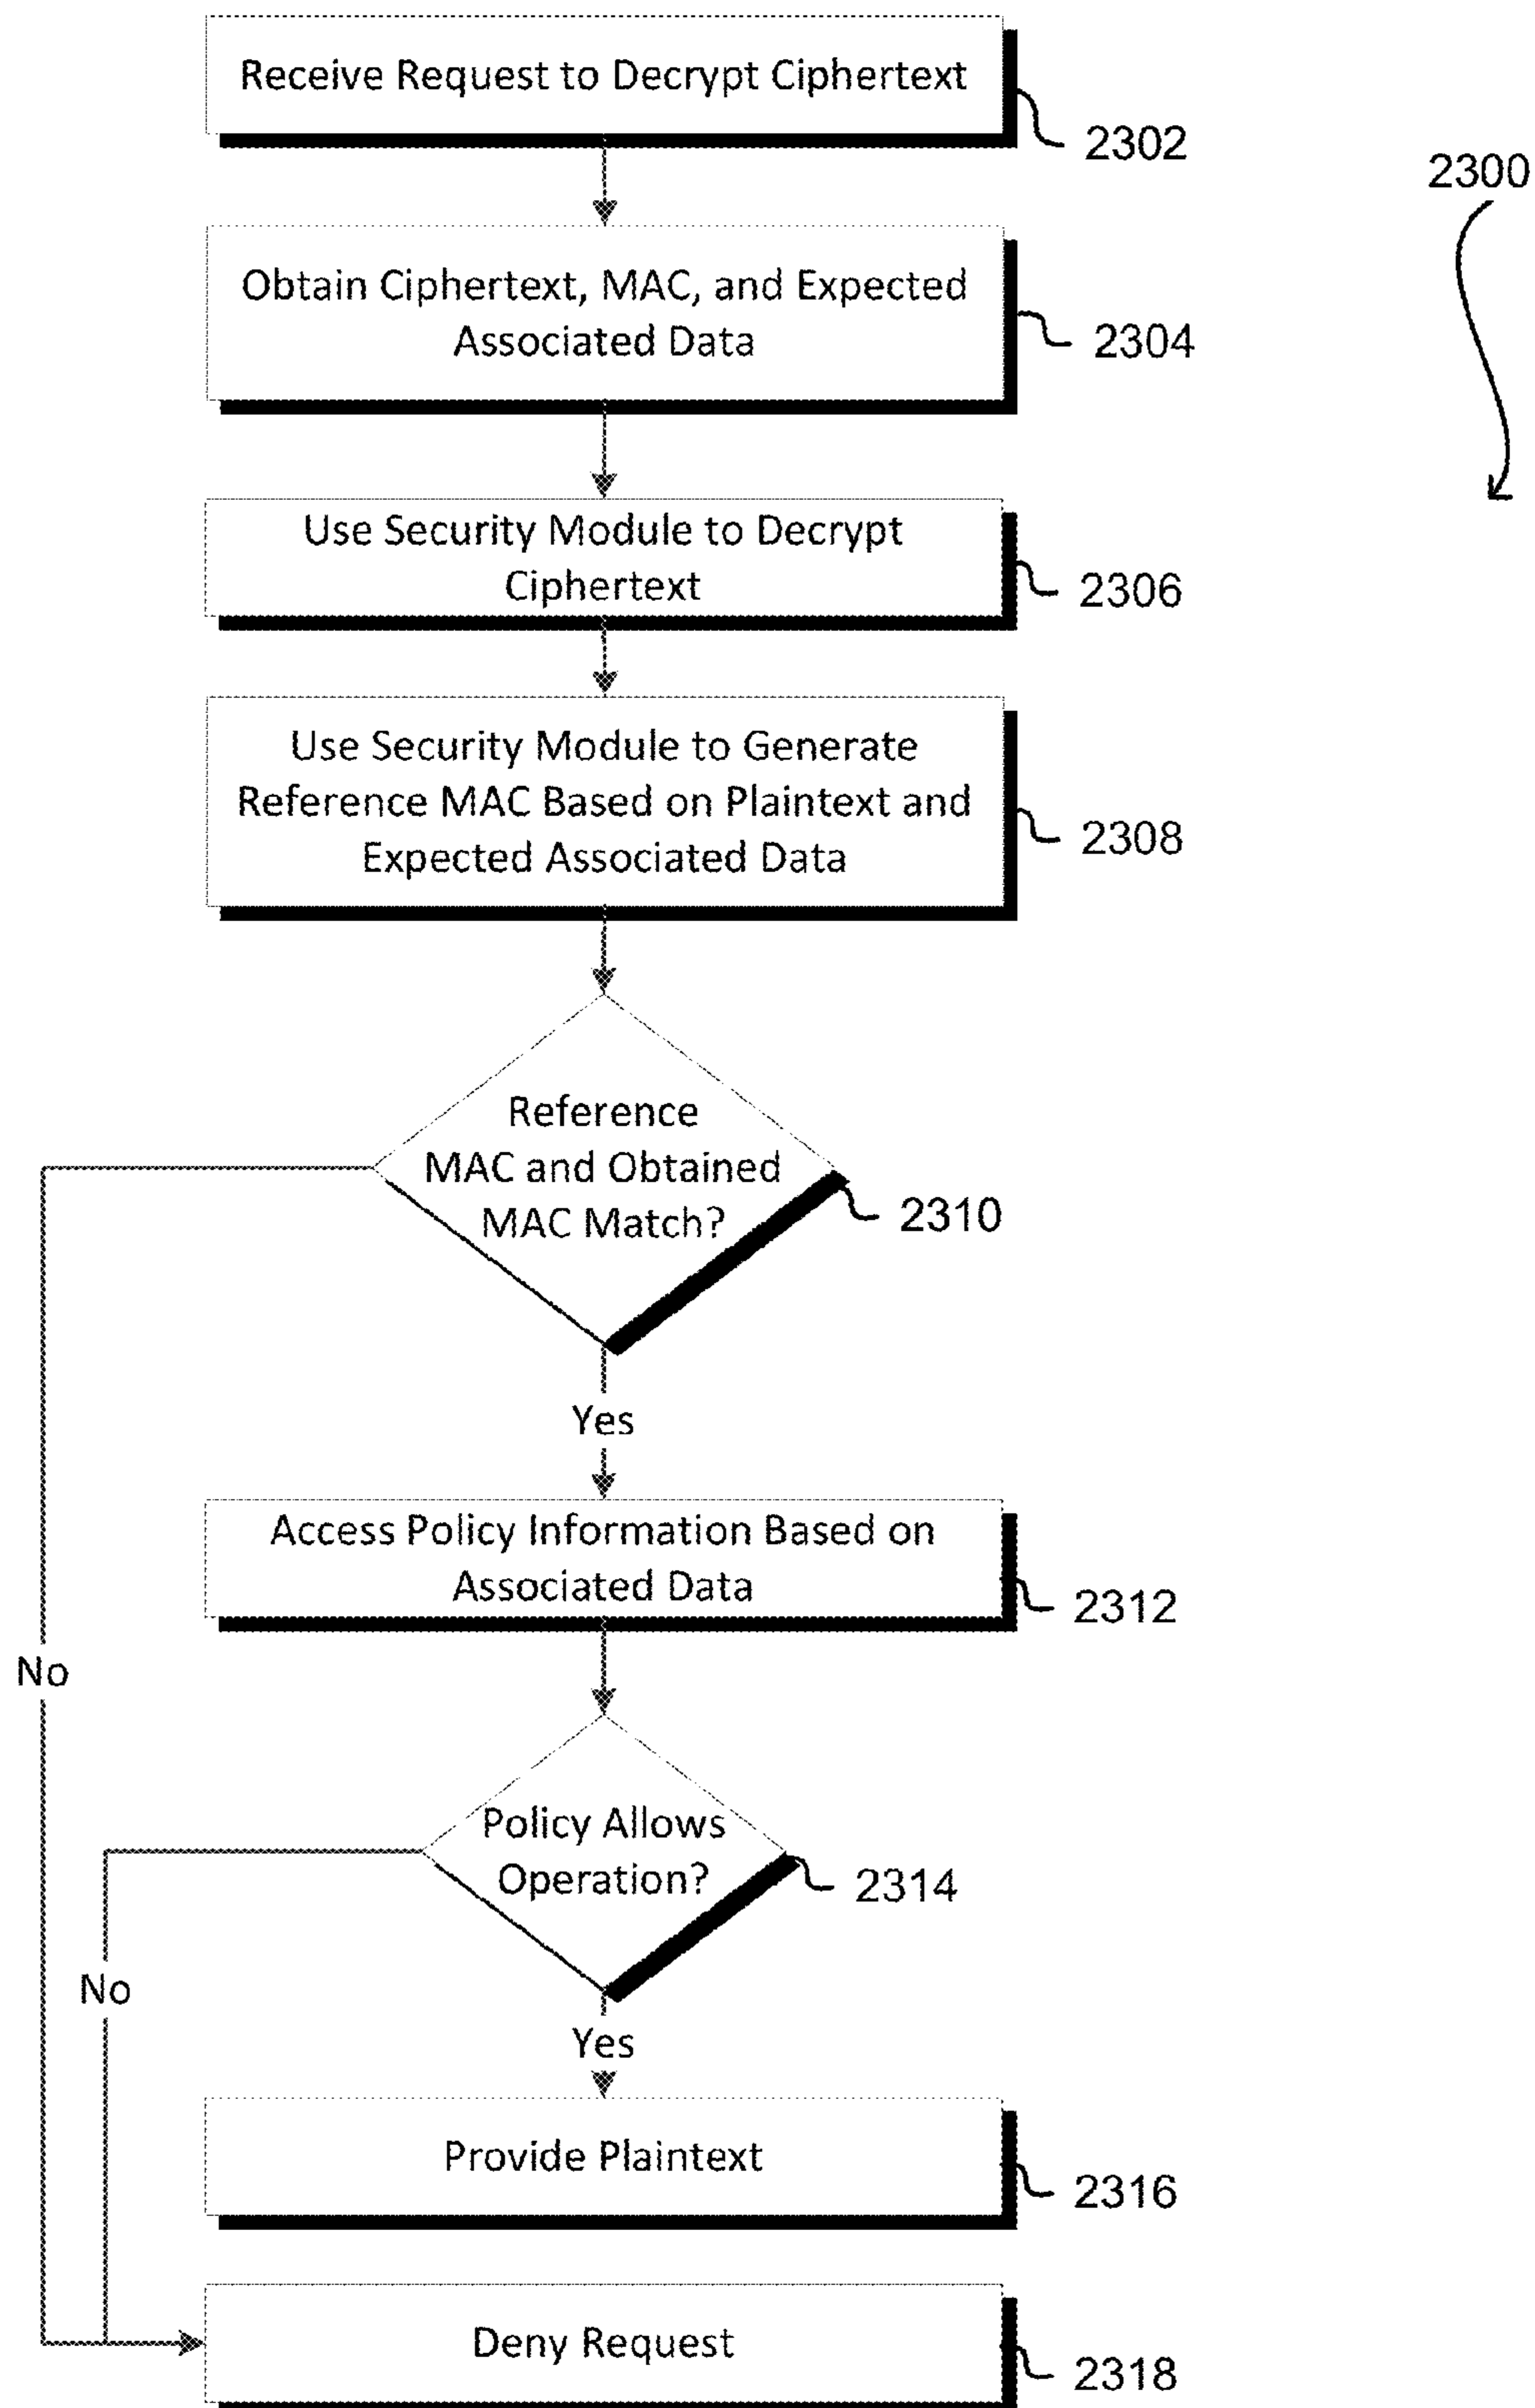 Receive Request to Decrypt Ciphertext
2302
2300
Obtain Ciphertext, MAC, and Expected
Associated Data
2304
Use Security Module to Decrypt
Ciphertext
2306
Use Security Module to Generate
Reference MAC Based on Plaintext and
Expected Associated Data
2308
Reference
MAC and Obtained
MAC Match?
2310
Yes
Access Policy Information Based on
Associated Data
2312
No
Policy Allows
Operation?
2314
No
Yes
Provide Plaintext
2316
Deny Request
2318